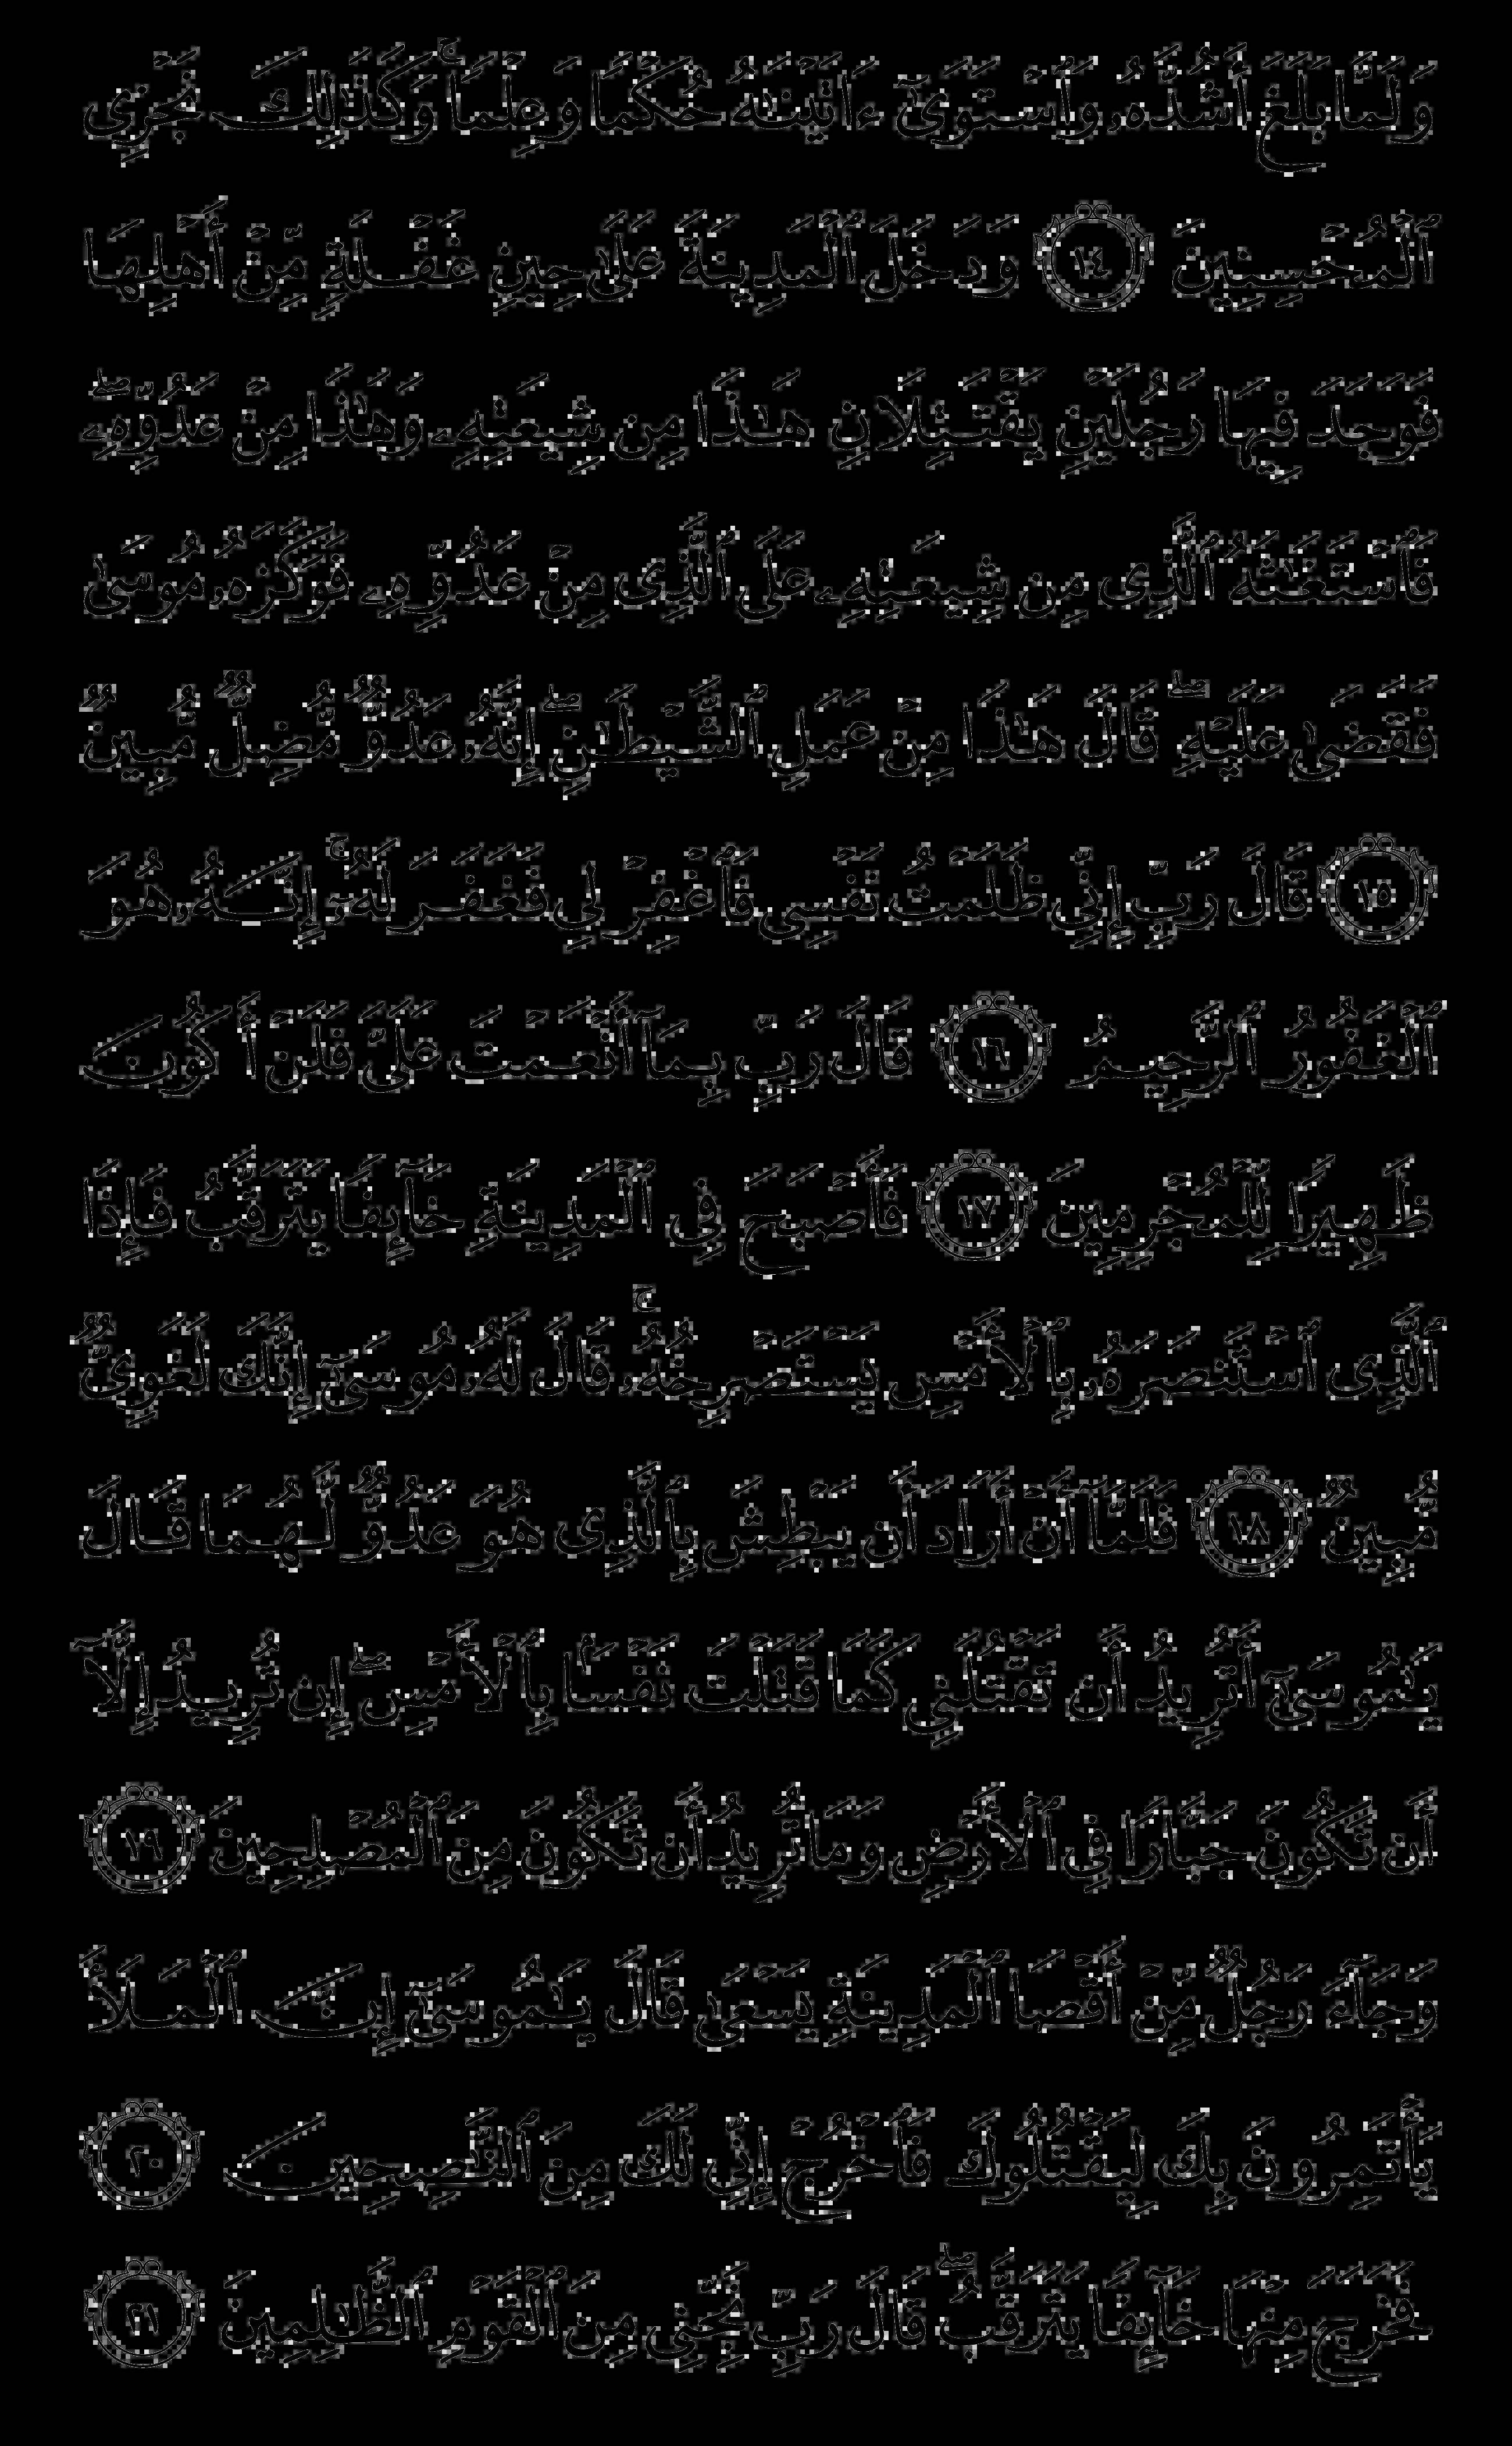 وَلَمَّا بَلَغَ أَشُدَّهُۥ وَٱسْتَوَىٰٓ ءَاتَيْنَٰهُ حُكْمًا وَعِلْمًا ۚ وَكَذَٰلِكَ نَجْزِى
ٱلْمُحْسِنِينَ ١٤ وَدَخَلَ ٱلْمَدِينَةَ عَلَىٰ حِينِ غَفْلَةٍ مِّنْ أَهْلِهَا
فَوَجَدَ فِيهَا رَجُلَيْنِ يَقْتَتِلَانِ هَٰذَا مِن شِيعَتِهِۦ وَهَٰذَا مِنْ عَدُوِّهِۦ ۖ
فَٱسْتَغَٰثَهُ ٱلَّذِى مِن شِيعَتِهِۦ عَلَى ٱلَّذِى مِنْ عَدُوِّهِۦ فَوَكَزَهُۥ مُوسَىٰ
فَقَضَىٰ عَلَيْهِ ۖ قَالَ هَٰذَا مِنْ عَمَلِ ٱلشَّيْطَٰنِ ۖ إِنَّهُۥ عَدُوٌّ مُّضِلٌّ مُّبِينٌ
١٥ قَالَ رَبِّ إِنِّى ظَلَمْتُ نَفْسِى فَٱغْفِرْ لِى فَغَفَرَ لَهُۥٓ ۚ إِنَّهُۥ هُوَ
ٱلْغَفُورُ ٱلرَّحِيمُ ١٦ قَالَ رَبِّ بِمَآ أَنْعَمْتَ عَلَىَّ فَلَنْ أَكُونَ
ظَهِيرًا لِّلْمُجْرِمِينَ ١٧ فَأَصْبَحَ فِى ٱلْمَدِينَةِ خَآئِفًا يَتَرَقَّبُ فَإِذَا
ٱلَّذِى ٱسْتَنصَرَهُۥ بِٱلْأَمْسِ يَسْتَصْرِخُهُۥ ۚ قَالَ لَهُۥ مُوسَىٰٓ إِنَّكَ لَغَوِىٌّ
مُّبِينٌ ١٨ فَلَمَّآ أَنْ أَرَادَ أَن يَبْطِشَ بِٱلَّذِى هُوَ عَدُوٌّ لَّهُمَا قَالَ
يَٰمُوسَىٰٓ أَتُرِيدُ أَن تَقْتُلَنِى كَمَا قَتَلْتَ نَفْسًۢا بِٱلْأَمْسِ ۖ إِن تُرِيدُ إِلَّآ
أَن تَكُونَ جَبَّارًا فِى ٱلْأَرْضِ وَمَا تُرِيدُ أَن تَكُونَ مِنَ ٱلْمُصْلِحِينَ ١٩
وَجَآءَ رَجُلٌ مِّنْ أَقْصَا ٱلْمَدِينَةِ يَسْعَىٰ قَالَ يَٰمُوسَىٰٓ إِنَّ ٱلْمَلَأَ
يَأْتَمِرُونَ بِكَ لِيَقْتُلُوكَ فَٱخْرُجْ إِنِّى لَكَ مِنَ ٱلنَّٰصِحِينَ ٢٠
فَخَرَجَ مِنْهَا خَآئِفًا يَتَرَقَّبُ ۖ قَالَ رَبِّ نَجِّنِى مِنَ ٱلْقَوْمِ ٱلظَّٰلِمِينَ ٢١